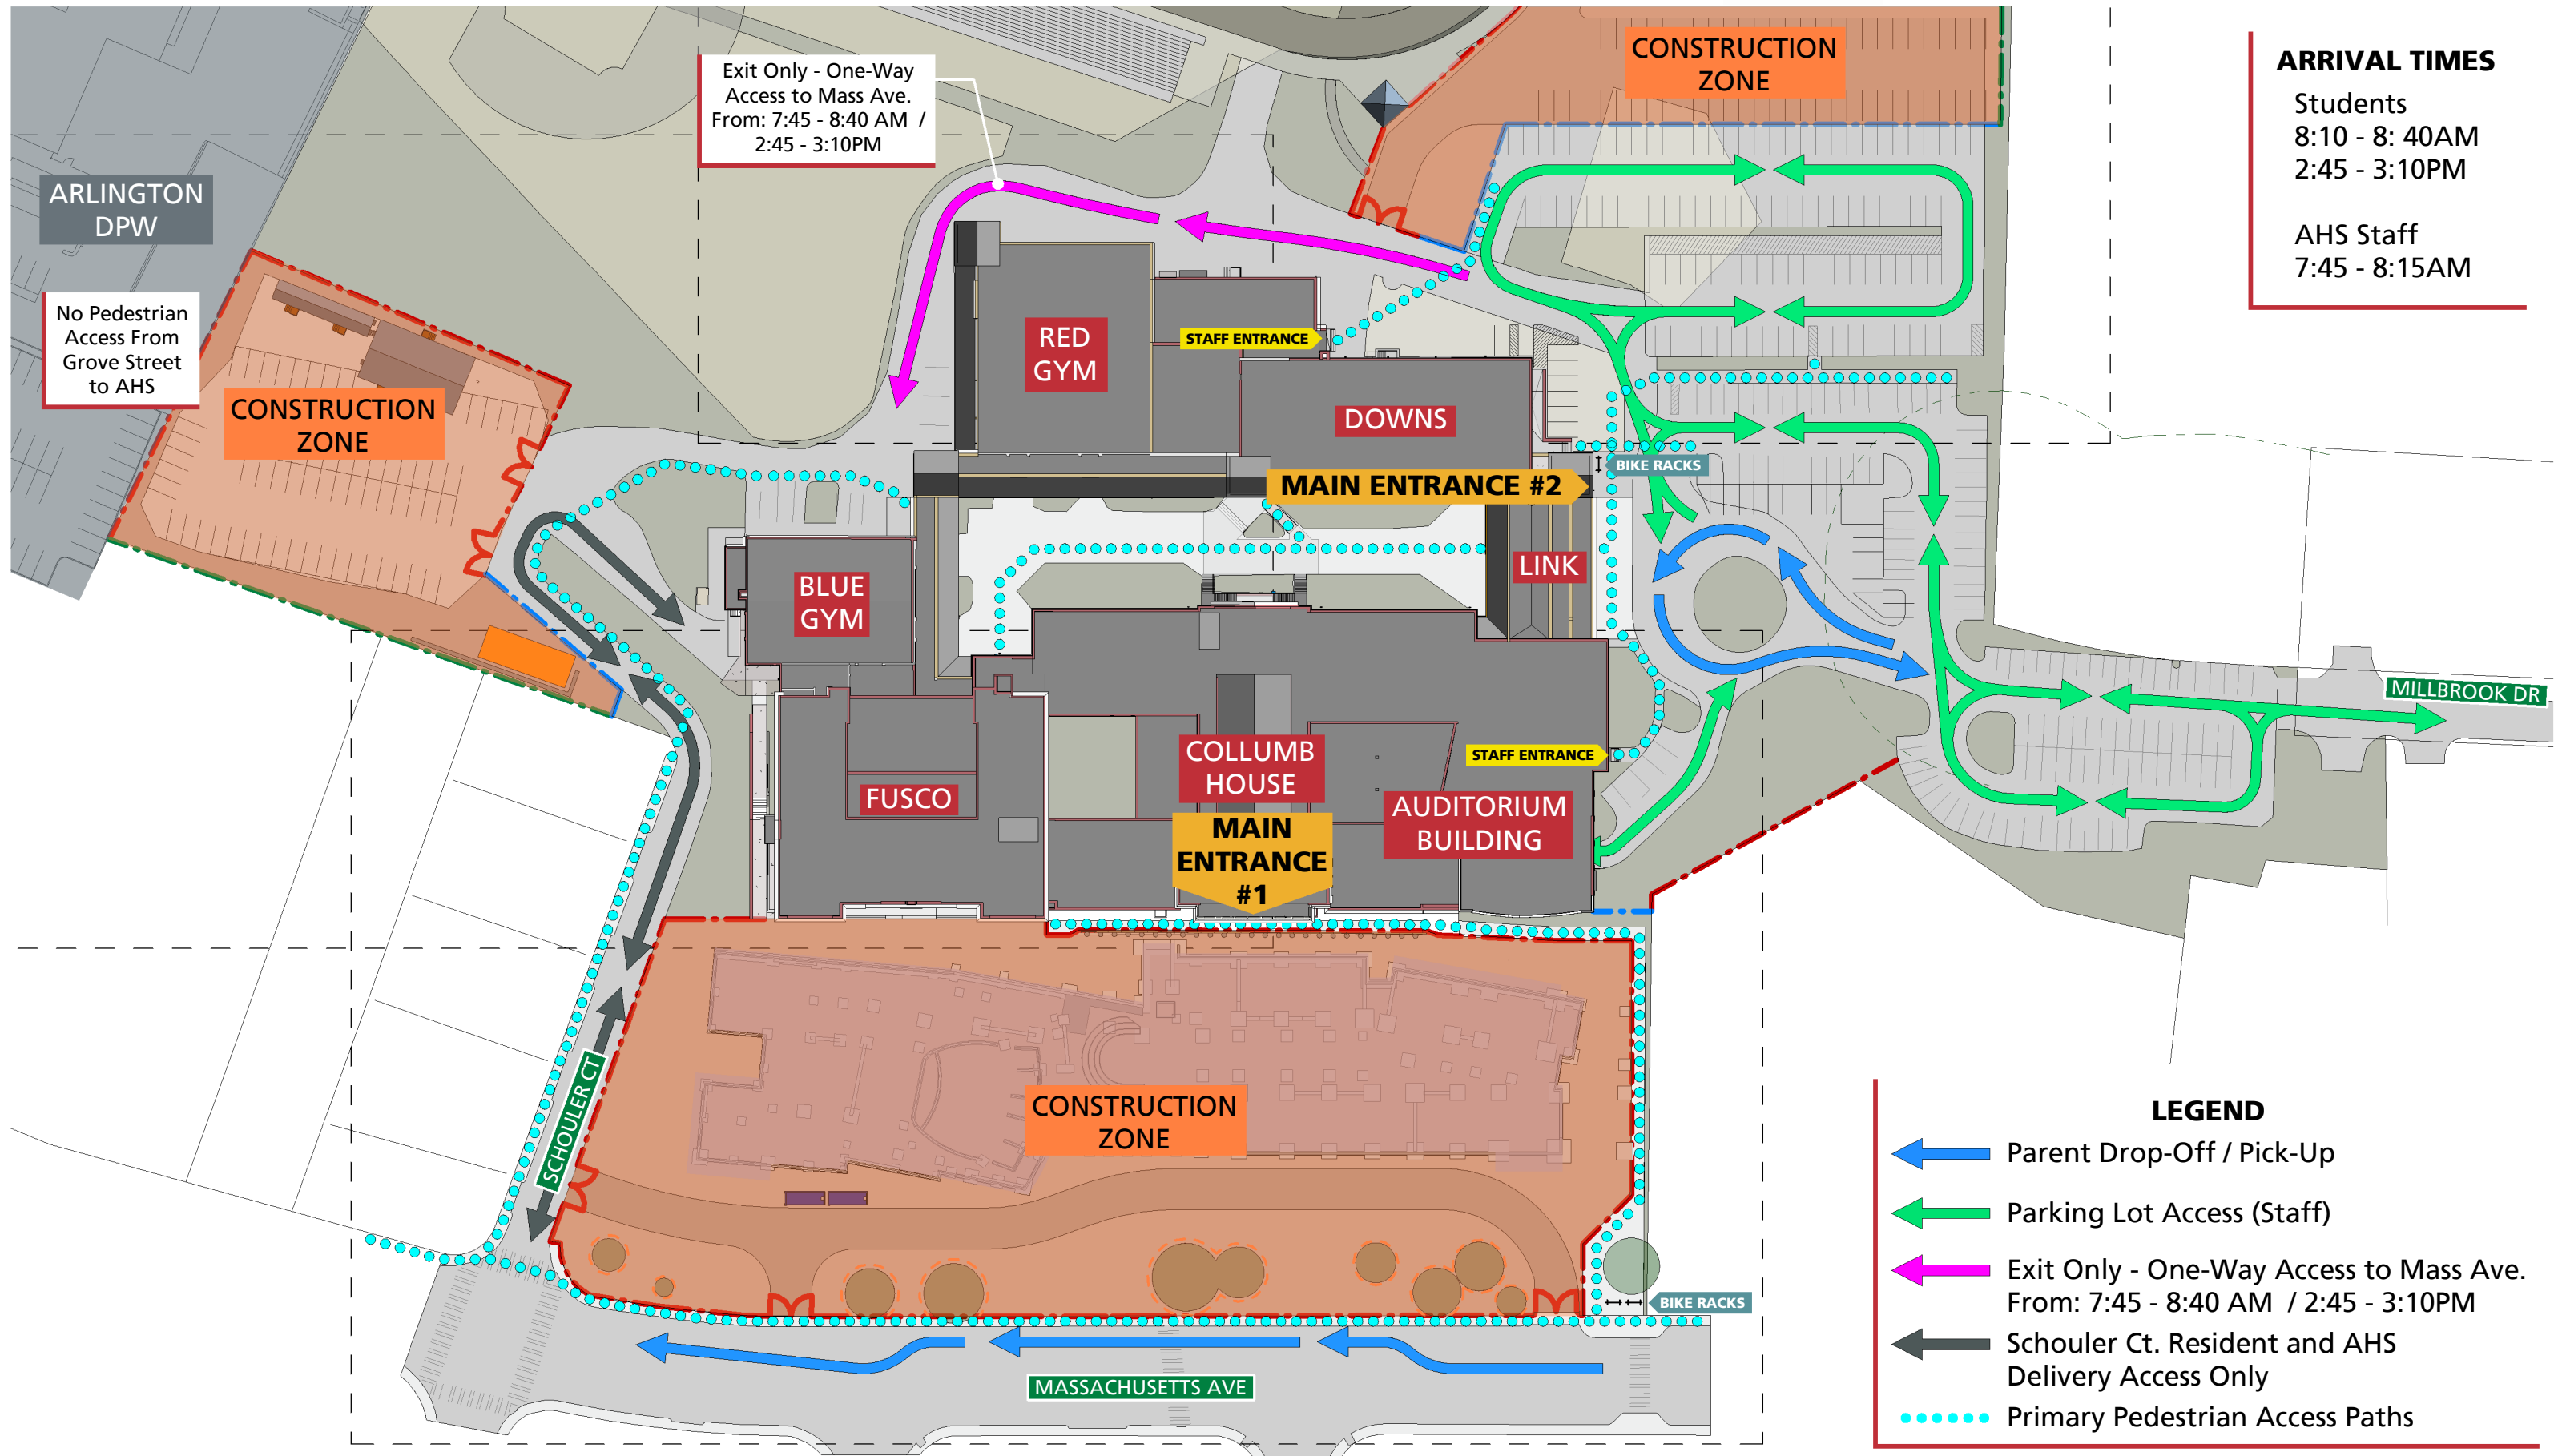 Exit Only - One-Way
Access to Mass Ave.
From: 7:45 - 8:40 AM /
2:45 - 3:10PM
CONSTRUCTION
ZONE
ARRIVAL TIMES
Students
8:10 - 8: 40AM
2:45 - 3:10PM
AHS Staff
7:45 - 8:15AM
ARLINGTON
DPW
No Pedestrian
Access From
Grove Street
to AHS
CONSTRUCTION
ZONE
RED
GYM
STAFF ENTRANCE
DOWNS
BIKE RACKS
MAIN ENTRANCE #2
BLUE
GYM
LINK
MILLBROOK DR
COLLUMB
HOUSE
STAFF ENTRANCE
FUSCO
AUDITORIUM
BUILDING
MAIN
ENTRANCE
#1
SCHOULER CT
CONSTRUCTION
ZONE
BIKE RACKS
MASSACHUSETTS AVE
LEGEND
Parent Drop-Off / Pick-Up
Parking Lot Access (Staff)
Exit Only - One-Way Access to Mass Ave.
From: 7:45 - 8:40 AM / 2:45 - 3:10PM
Schouler Ct. Resident and AHS
Delivery Access Only
Primary Pedestrian Access Paths